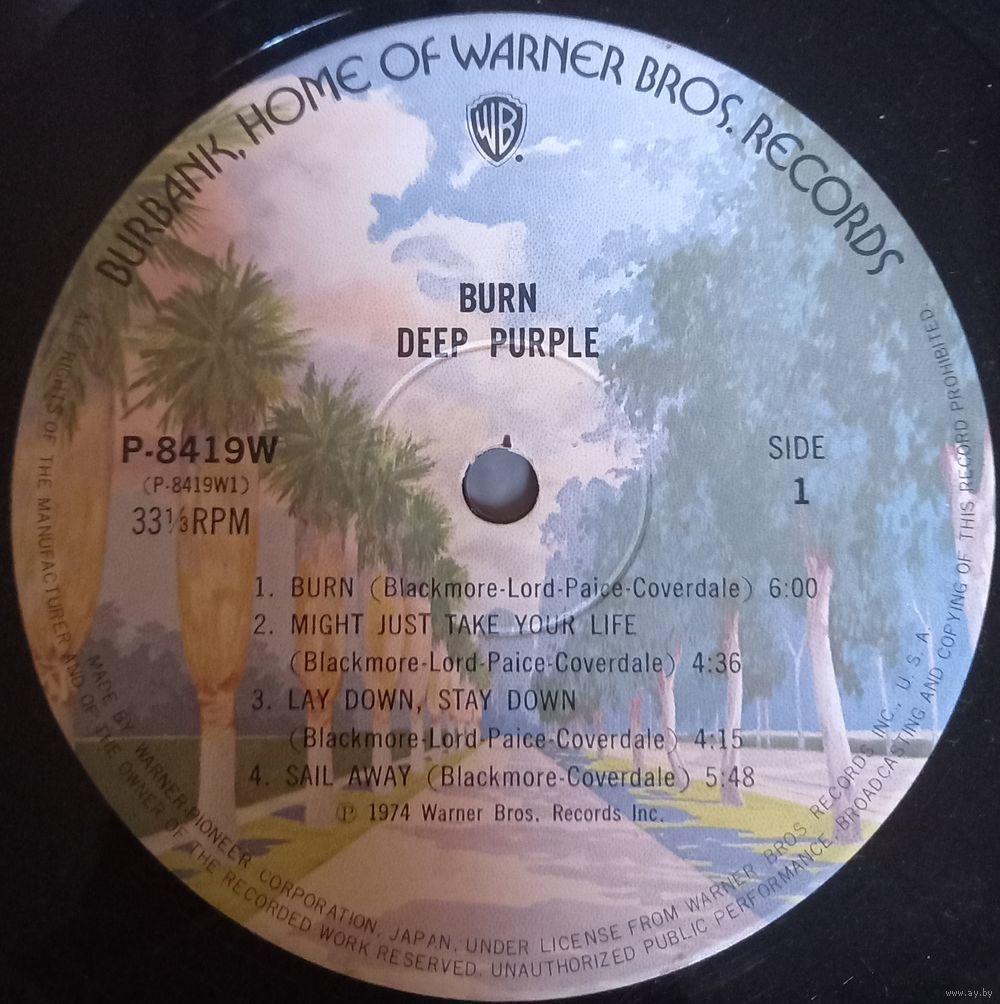 BURBANK, HOME OF WARNER BROS. RECORDS
WB
BURN
DEEP PURPLE
P-8419W
(P-8419W1)
33⅓RPM
SIDE
1
1. BURN (Blackmore-Lord-Paice-Coverdale) 6:00
2. MIGHT JUST TAKE YOUR LIFE
(Blackmore-Lord-Paice-Coverdale) 4:36
3. LAY DOWN, STAY DOWN
(Blackmore-Lord-Paice-Coverdale) 4:15
4. SAIL AWAY (Blackmore-Coverdale) 5:48
Ⓟ 1974 Warner Bros. Records Inc.
MADE BY WARNER-PIONEER CORPORATION, JAPAN, UNDER LICENSE FROM WARNER BROS. RECORDS INC., U. S. A.
ALL RIGHTS OF THE MANUFACTURER AND OF THE OWNER OF THE RECORDED WORK RESERVED. UNAUTHORIZED PUBLIC PERFORMANCE, BROADCASTING AND COPYING OF THIS RECORD PROHIBITED.
www.ay.by